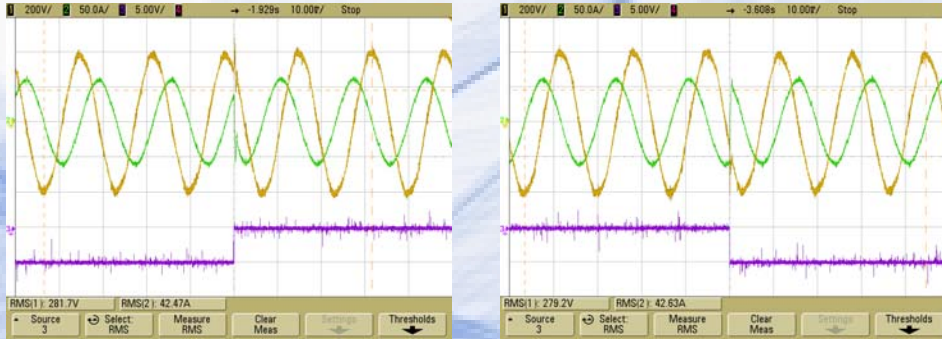 1 200V/ 2 50.0A/ 3 5.00V/ 4 -1.929s 10.00 Stop
RMS(1): 281.7V RMS(2): 42.47A
Source Select: Measure Clear Settings Thresholds
3 RMS RMS Meas
1 200V/ 2 50.0A/ 3 5.00V/ 4 -3.608s 10.00 Stop
RMS(1): 279.2V RMS(2): 42.63A
Source Select: Measure Clear Settings Thresholds
3 RMS RMS Meas